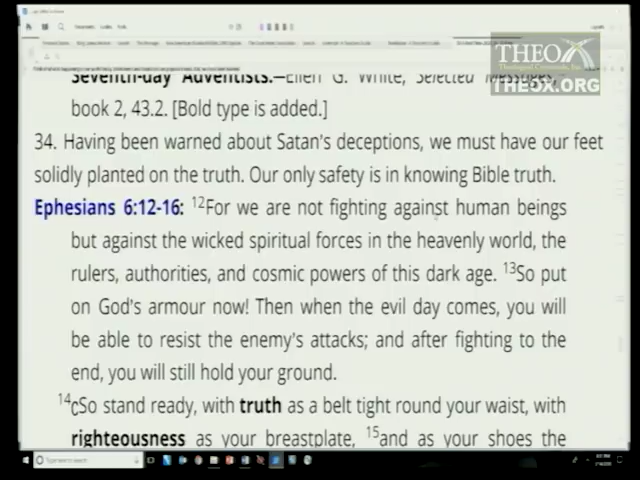 THEOX
THEOX.ORG
Seventh-day Adventists.—Ellen G. White, Selected Messages,
book 2, 43.2. [Bold type is added.]
34. Having been warned about Satan's deceptions, we must have our feet
solidly planted on the truth. Our only safety is in knowing Bible truth.
Ephesians 6:12-16: 12For we are not fighting against human beings
but against the wicked spiritual forces in the heavenly world, the
rulers, authorities, and cosmic powers of this dark age. 13So put
on God's armour now! Then when the evil day comes, you will
be able to resist the enemy's attacks; and after fighting to the
end, you will still hold your ground.
14cSo stand ready, with truth as a belt tight round your waist, with
righteousness as your breastplate, 15and as your shoes the